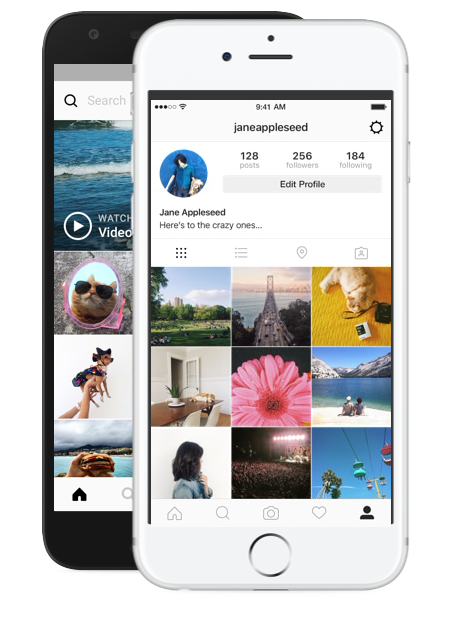 Search
WATCH
Video
9:41 AM
janeappleseed
128
posts
256
followers
184
following
Edit Profile
Jane Appleseed
Here's to the crazy ones...